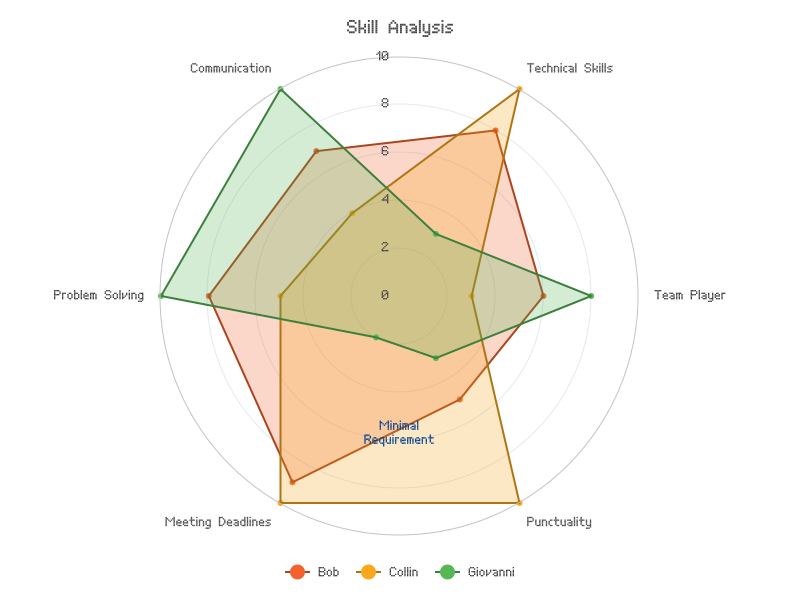 Skill Analysis
10
Communication
Technical Skills
8
6
4
2
Problem Solving
0
Team Player
Minimal
Requirement
Meeting Deadlines
Punctuality
Bob
Collin
Giovanni